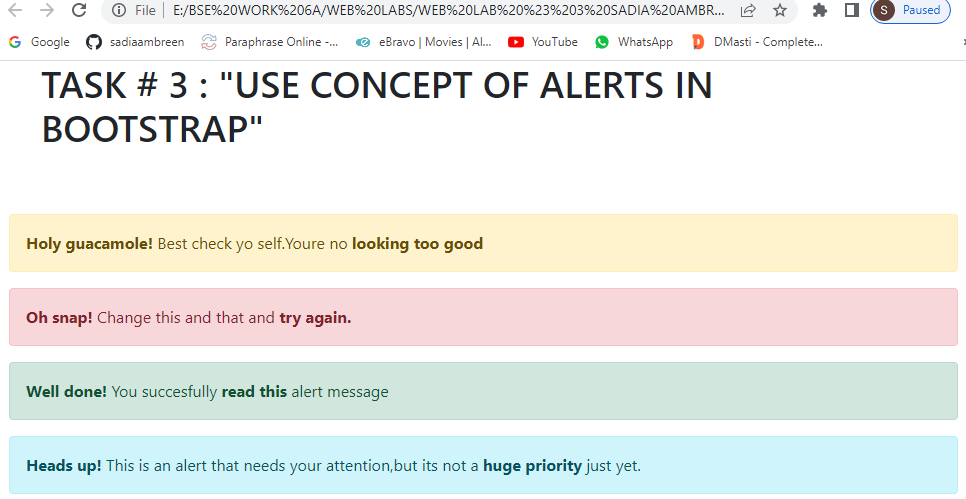 File E:/BSE%20WORK%206A/WEB%20LABS/WEB%20LAB%20%23%203%20SADIA%20AMBR... S Paused
Google sadiaambreen Paraphrase Online -... eBravo | Movies | Al... YouTube WhatsApp DMasti - Complete...
TASK # 3 : "USE CONCEPT OF ALERTS IN
BOOTSTRAP"
Holy guacamole! Best check yo self.Youre no looking too good
Oh snap! Change this and that and try again.
Well done! You succesfully read this alert message
Heads up! This is an alert that needs your attention,but its not a huge priority just yet.